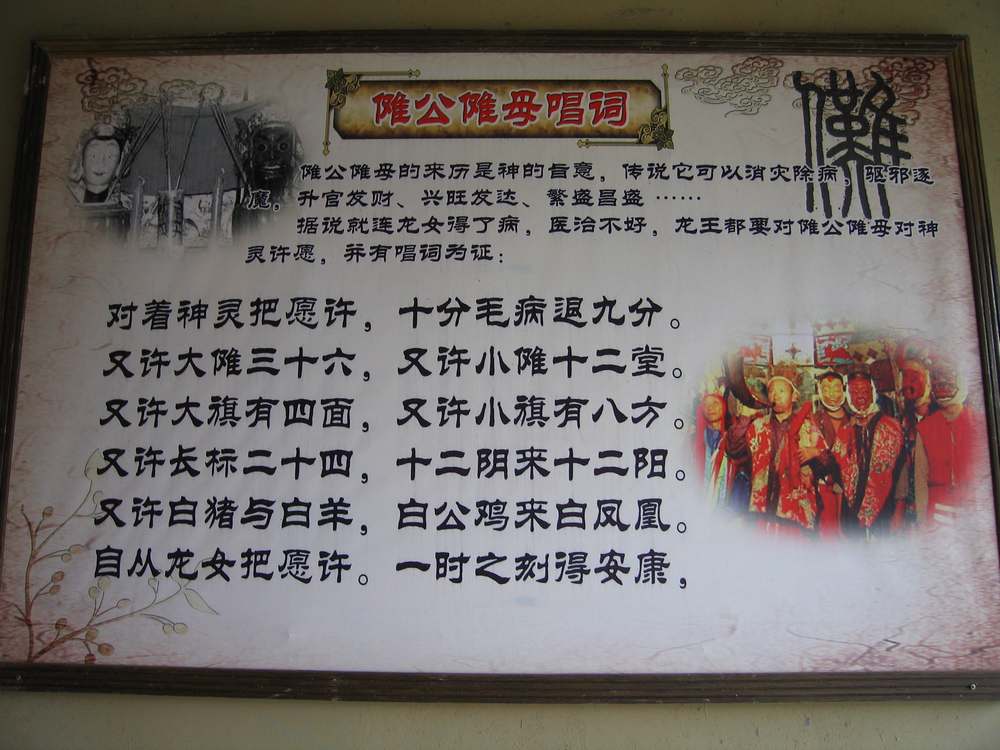 傩公傩母唱词
儺
傩公傩母的来历是神的旨意，传说它可以消灾除病，驱邪逐
魔，升官发财、兴旺发达、繁盛昌盛……
据说就连龙女得了病，医治不好，龙王都要对傩公傩母对神
灵许愿，并有唱词为证：
对着神灵把愿许，十分毛病退九分。
又许大傩三十六，又许小傩十二堂。
又许大旗有四面，又许小旗有八方。
又许长标二十四，十二阴来十二阳。
又许白猪与白羊，白公鸡来白凤凰。
自从龙女把愿许。一时之刻得安康，